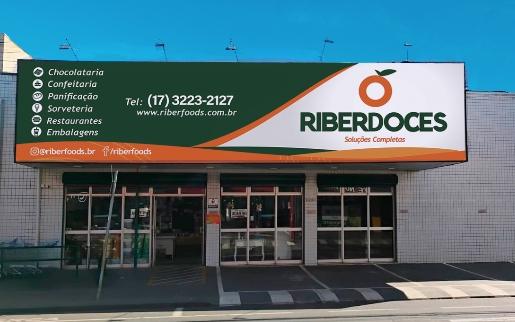 Chocolataria
Confeitaria
Panificação
Sorveteria
Restaurantes
Embalagens
@riberfoods.br /riberfoods
Tel: (17) 3223-2127
www.riberfoods.com.br
RIBERDOCES
Soluções Completas